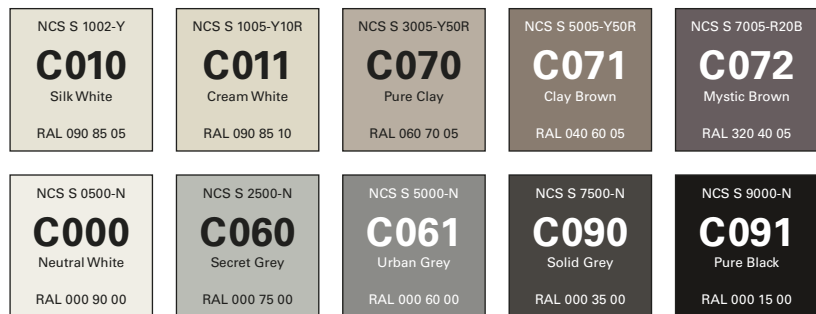 NCS S 1002-Y
C010
Silk White
RAL 090 85 05
NCS S 1005-Y10R
C011
Cream White
RAL 090 85 10
NCS S 3005-Y50R
C070
Pure Clay
RAL 060 70 05
NCS S 5005-Y50R
C071
Clay Brown
RAL 040 60 05
NCS S 7005-R20B
C072
Mystic Brown
RAL 320 40 05
NCS S 0500-N
C000
Neutral White
RAL 000 90 00
NCS S 2500-N
C060
Secret Grey
RAL 000 75 00
NCS S 5000-N
C061
Urban Grey
RAL 000 60 00
NCS S 7500-N
C090
Solid Grey
RAL 000 35 00
NCS S 9000-N
C091
Pure Black
RAL 000 15 00